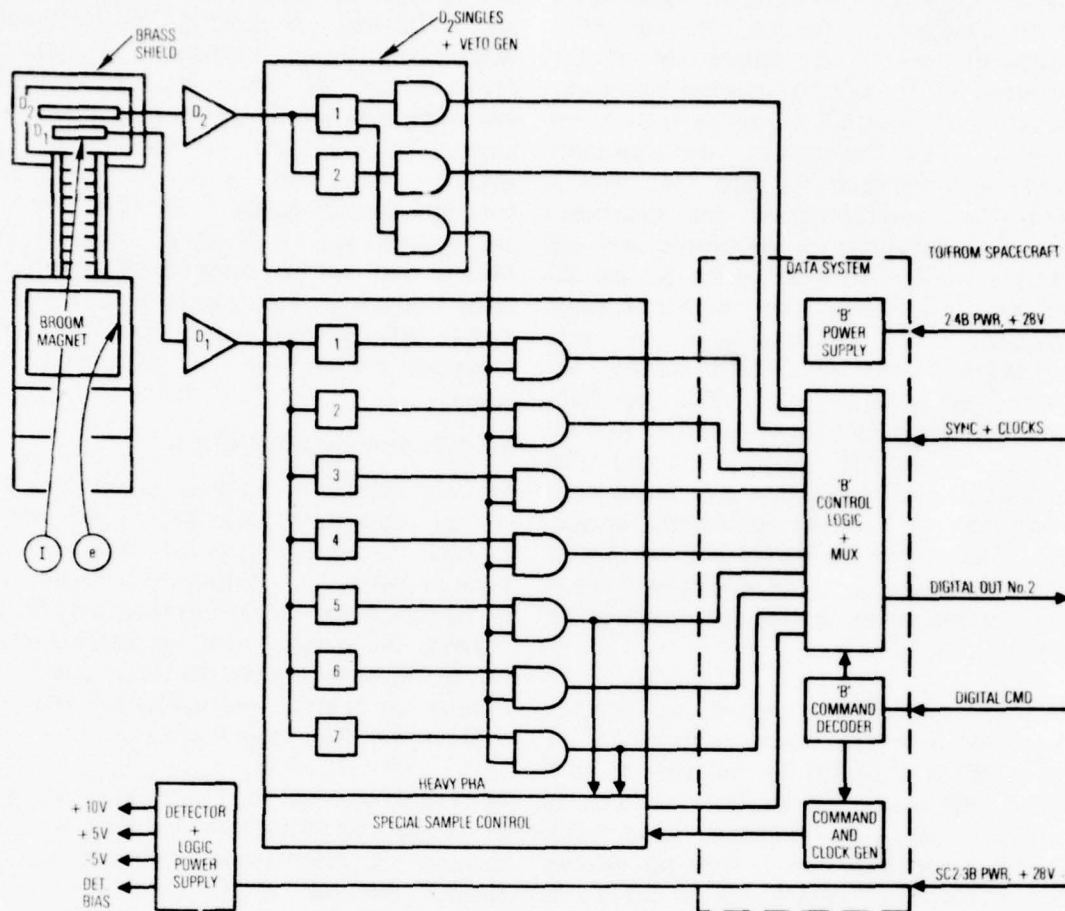 D2 SINGLES
+ VETO GEN
BRASS
SHIELD
D2
D1
D2
1
2
BROOM
MAGNET
I
e
D1
1
2
3
4
5
6
7
HEAVY PHA
SPECIAL SAMPLE CONTROL
DATA SYSTEM
TO/FROM SPACECRAFT
'B'
POWER
SUPPLY
2 4B PWR, + 28V
'B'
CONTROL
LOGIC
+
MUX
SYNC + CLOCKS
DIGITAL OUT No.2
'B'
COMMAND
DECODER
DIGITAL CMD
COMMAND
AND
CLOCK GEN
+ 10V
+ 5V
-5V
DET.
BIAS
DETECTOR
+
LOGIC
POWER
SUPPLY
SC2 3B PWR, + 28V